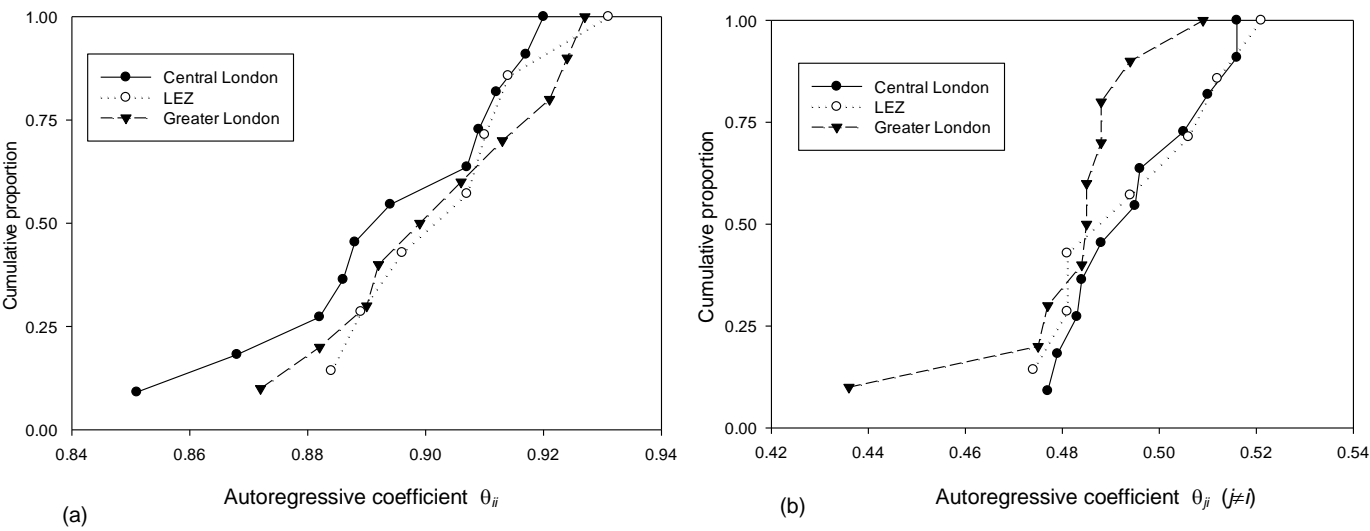 1.00
0.75
0.50
0.25
0.00
Cumulative proportion
Central London
LEZ
Greater London
0.84 0.86 0.88 0.90 0.92 0.94
Autoregressive coefficient θii
(a)
1.00
0.75
0.50
0.25
0.00
Cumulative proportion
Central London
LEZ
Greater London
0.42 0.44 0.46 0.48 0.50 0.52 0.54
Autoregressive coefficient θji (j≠i)
(b)